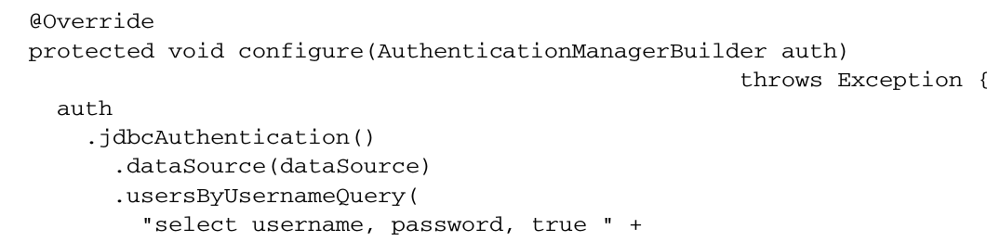 @Override
protected void configure(AuthenticationManagerBuilder auth)
throws Exception {
auth
.jdbcAuthentication()
.dataSource(dataSource)
.usersByUsernameQuery(
"select username, password, true " +